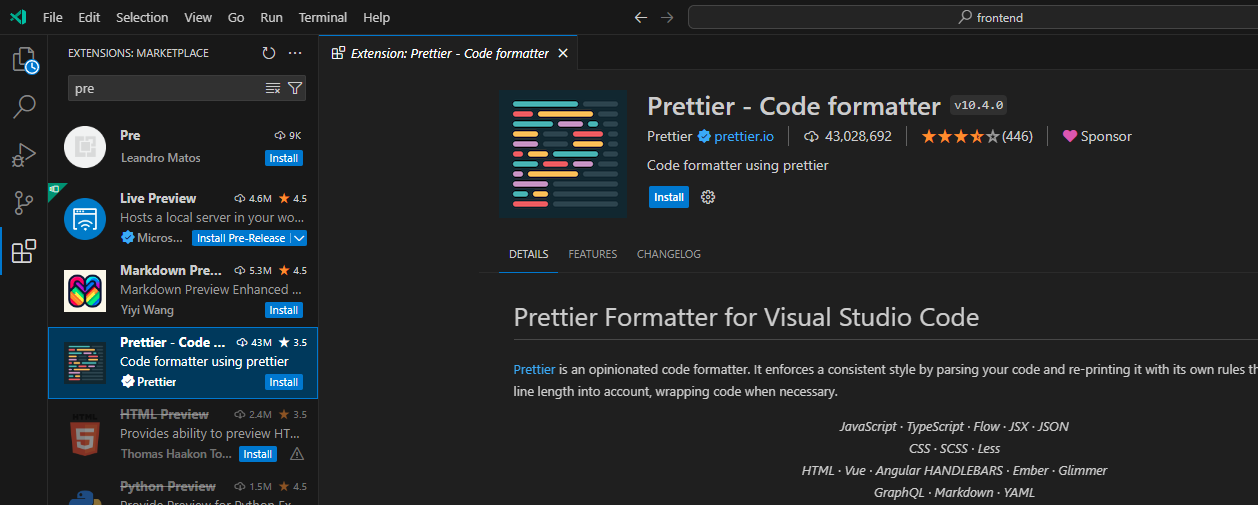 File Edit Selection View Go Run Terminal Help
frontend
EXTENSIONS: MARKETPLACE
Extension: Prettier - Code formatter
pre
Pre 9K
Leandro Matos Install
Live Preview 4.6M 4.5
Hosts a local server in your wo...
Micros... Install Pre-Release
Markdown Pre... 5.3M 4.5
Markdown Preview Enhanced ...
Yiyi Wang Install
Prettier - Code ... 43M 3.5
Code formatter using prettier
Prettier Install
HTML Preview 2.4M 3.5
Provides ability to preview HT...
Thomas Haakon To... Install
HTML
5
Python Preview 1.5M 4.5
Provide Preview for Python Ex...
Prettier - Code formatter v10.4.0
Prettier prettier.io 43,028,692 (446) Sponsor
Code formatter using prettier
Install
DETAILS FEATURES CHANGELOG
Prettier Formatter for Visual Studio Code
Prettier is an opinionated code formatter. It enforces a consistent style by parsing your code and re-printing it with its own rules th
line length into account, wrapping code when necessary.
JavaScript · TypeScript · Flow · JSX · JSON
CSS · SCSS · Less
HTML · Vue · Angular HANDLEBARS · Ember · Glimmer
GraphQL · Markdown · YAML